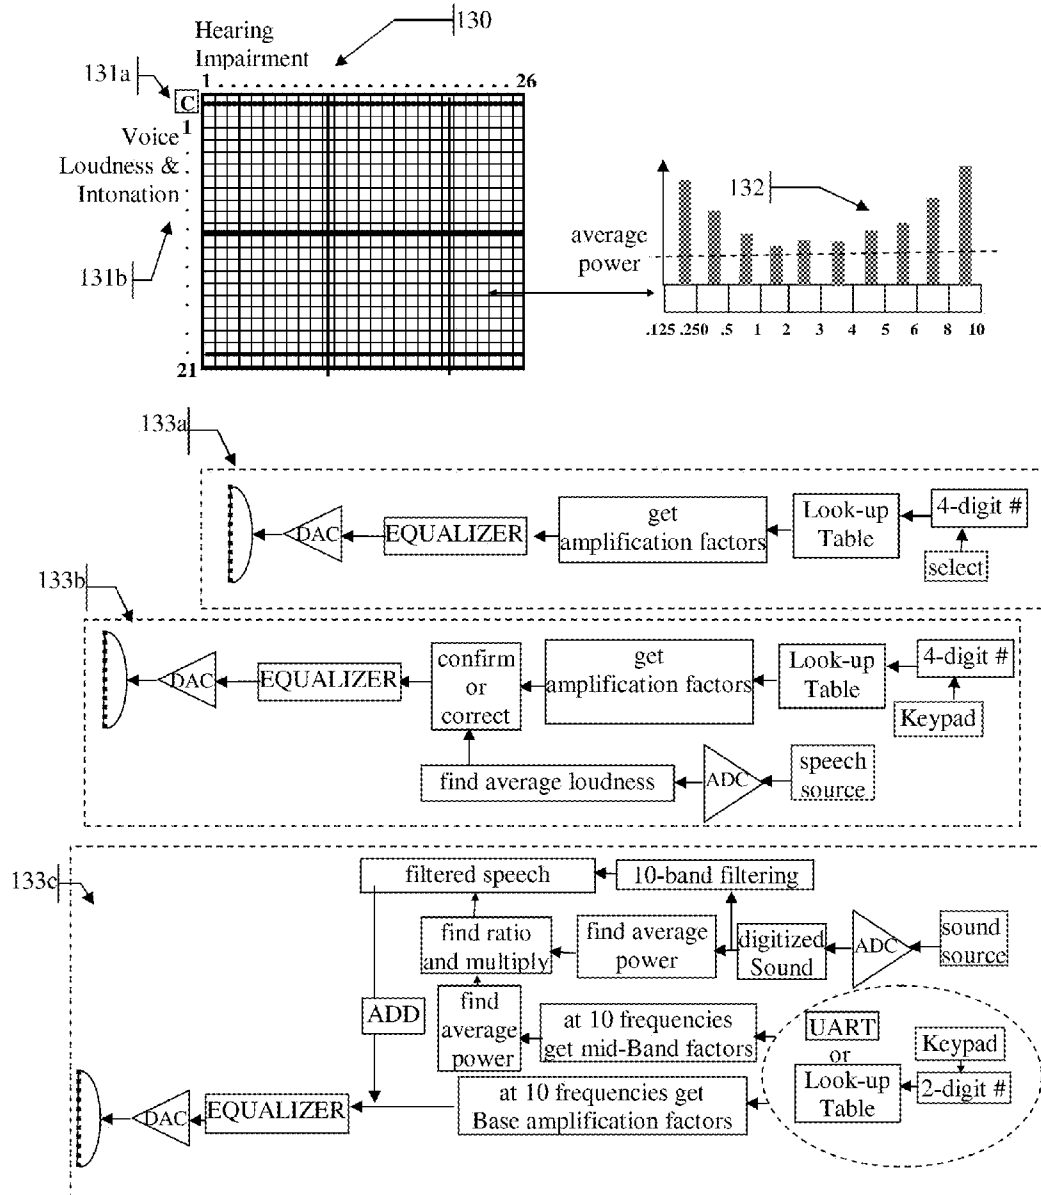 130
Hearing
Impairment
131a
1 26
C
1
Voice
Loudness &
Intonation
131b
21
132
average
power
.125 .250 .5 1 2 3 4 5 6 8 10
133a
DAC
EQUALIZER
get
amplification factors
Look-up
Table
4-digit #
select
133b
DAC
EQUALIZER
confirm
or
correct
get
amplification factors
Look-up
Table
4-digit #
Keypad
find average loudness
ADC
speech
source
133c
filtered speech
10-band filtering
find ratio
and multiply
find average
power
digitized
Sound
ADC
sound
source
ADD
find
average
power
at 10 frequencies
get mid-Band factors
UART
or
Look-up
Table
Keypad
2-digit #
at 10 frequencies get
Base amplification factors
EQUALIZER
DAC